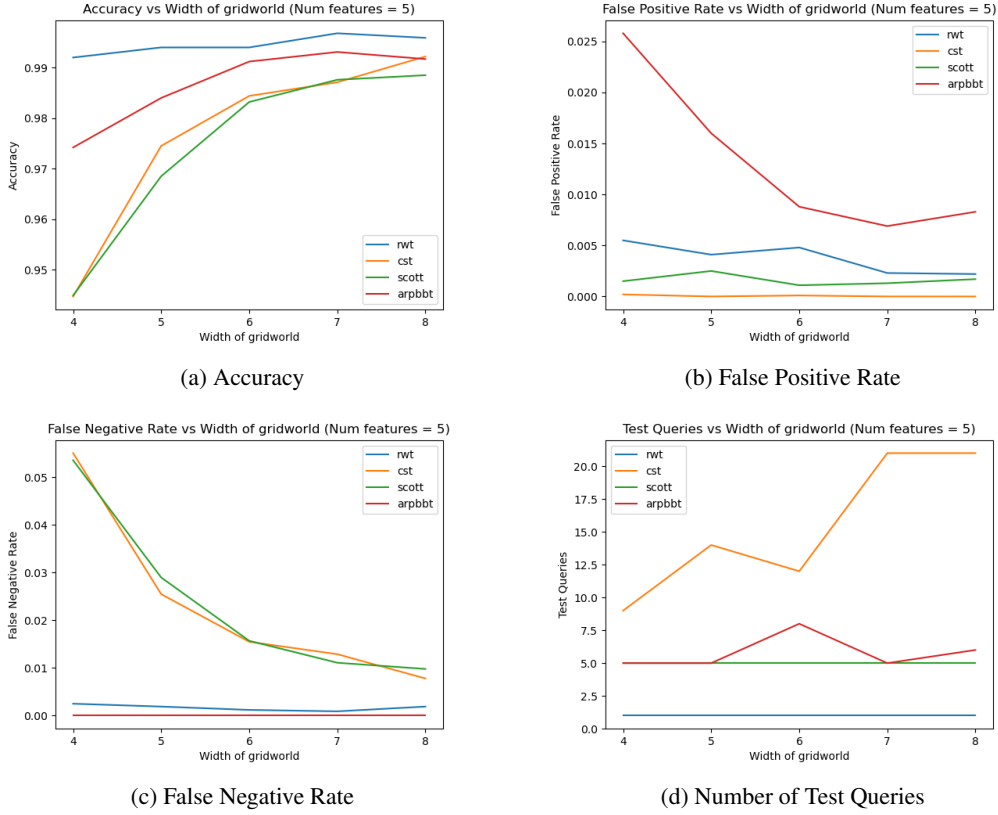 Accuracy vs Width of gridworld (Num features = 5)
0.99
0.98
0.97
0.96
0.95
Accuracy
rwt
cst
scott
arpbbt
4 5 6 7 8
Width of gridworld
(a) Accuracy
False Positive Rate vs Width of gridworld (Num features = 5)
0.025
0.020
0.015
0.010
0.005
0.000
False Positive Rate
rwt
cst
scott
arpbbt
4 5 6 7 8
Width of gridworld
(b) False Positive Rate
False Negative Rate vs Width of gridworld (Num features = 5)
0.05
0.04
0.03
0.02
0.01
0.00
False Negative Rate
rwt
cst
scott
arpbbt
4 5 6 7 8
Width of gridworld
(c) False Negative Rate
Test Queries vs Width of gridworld (Num features = 5)
20.0
17.5
15.0
12.5
10.0
7.5
5.0
2.5
0.0
Test Queries
rwt
cst
scott
arpbbt
4 5 6 7 8
Width of gridworld
(d) Number of Test Queries